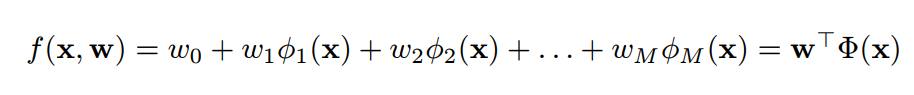 f(𝐱, 𝐰) = w₀ + w₁ϕ₁(𝐱) + w₂ϕ₂(𝐱) + … + w_Mϕ_M(𝐱) = 𝐰^⊤Φ(𝐱)